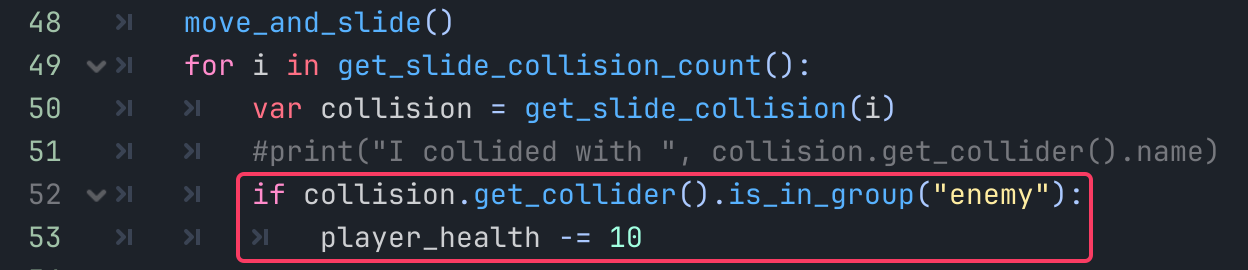 48 move_and_slide()
49 for i in get_slide_collision_count():
50 var collision = get_slide_collision(i)
51 #print("I collided with ", collision.get_collider().name)
52 if collision.get_collider().is_in_group("enemy"):
53 player_health -= 10